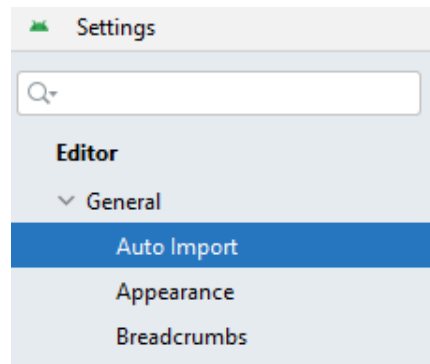 Settings
Editor
General
Auto Import
Appearance
Breadcrumbs